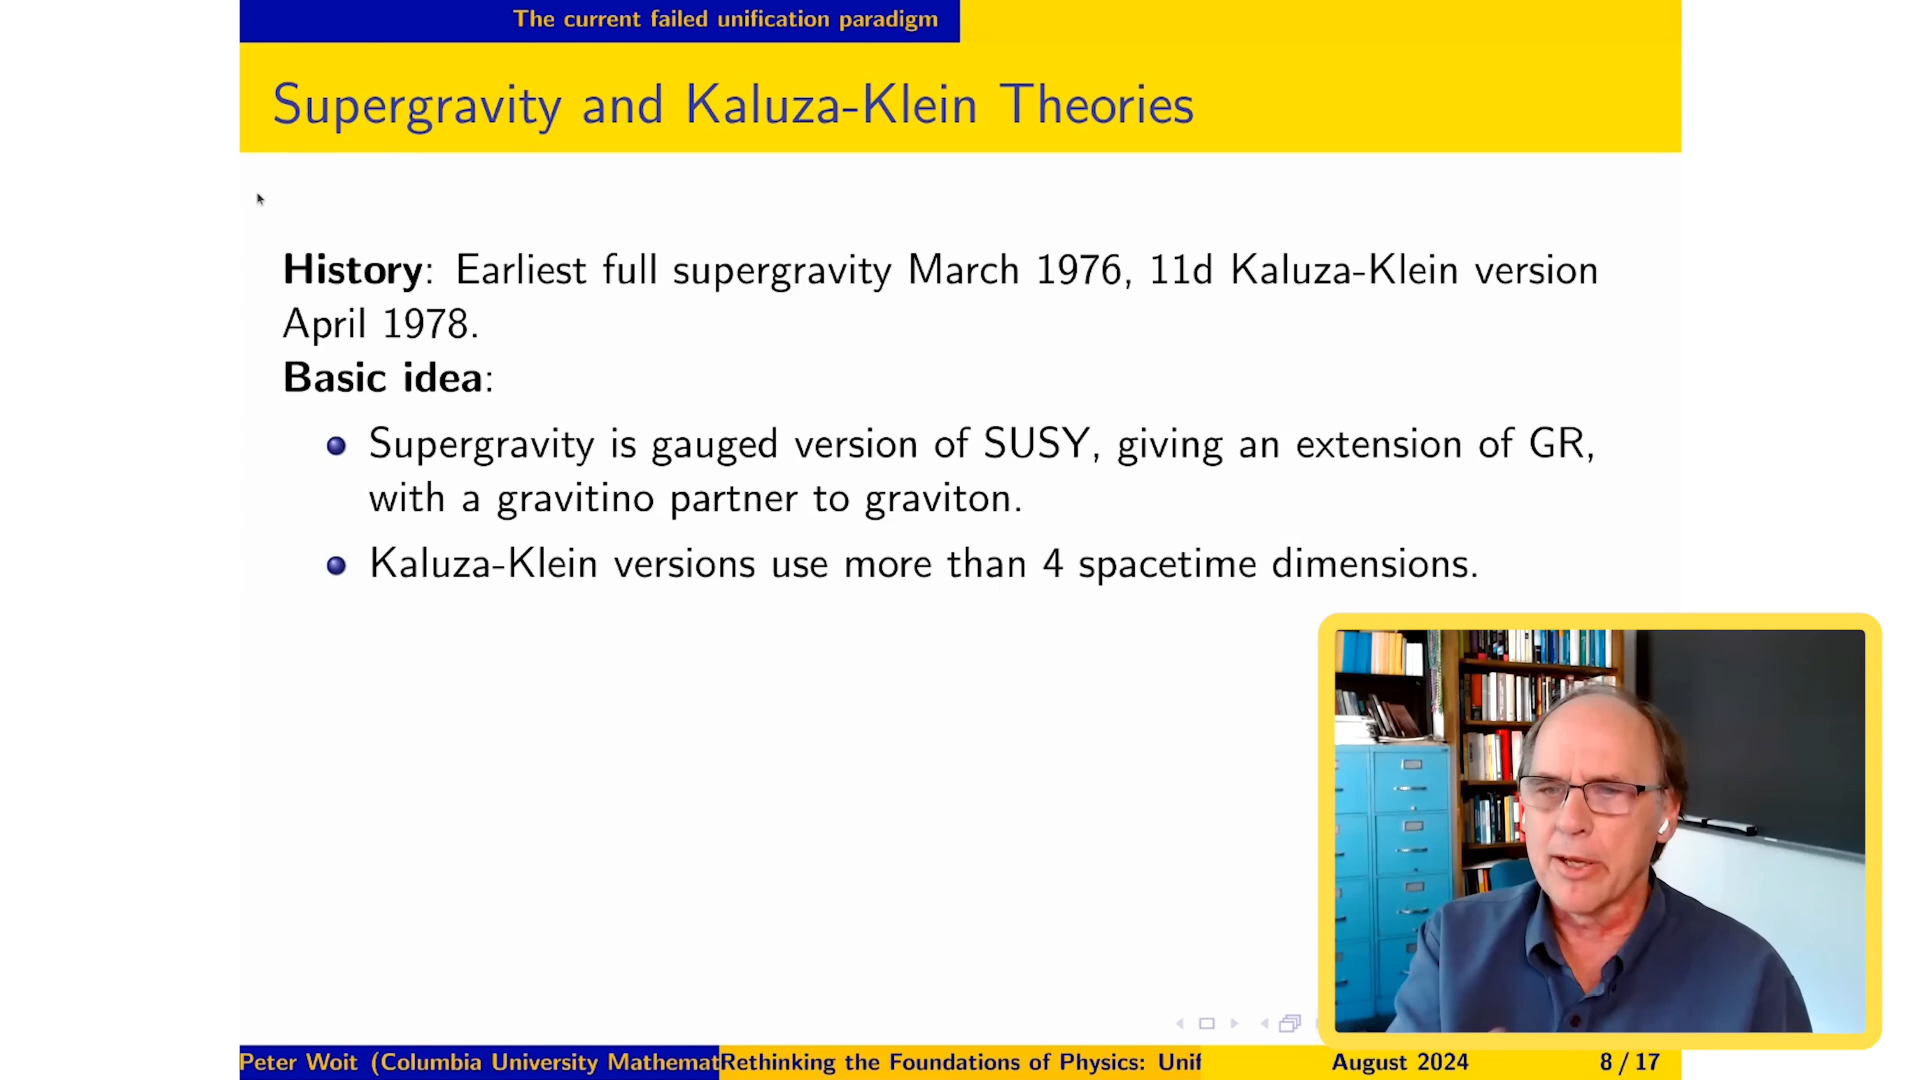 The current failed unification paradigm
Supergravity and Kaluza-Klein Theories
History: Earliest full supergravity March 1976, 11d Kaluza-Klein version
April 1978.
Basic idea:
Supergravity is gauged version of SUSY, giving an extension of GR,
with a gravitino partner to graviton.
Kaluza-Klein versions use more than 4 spacetime dimensions.
Peter Woit (Columbia University Mathemat
Rethinking the Foundations of Physics: Unif
August 2024
8 / 17